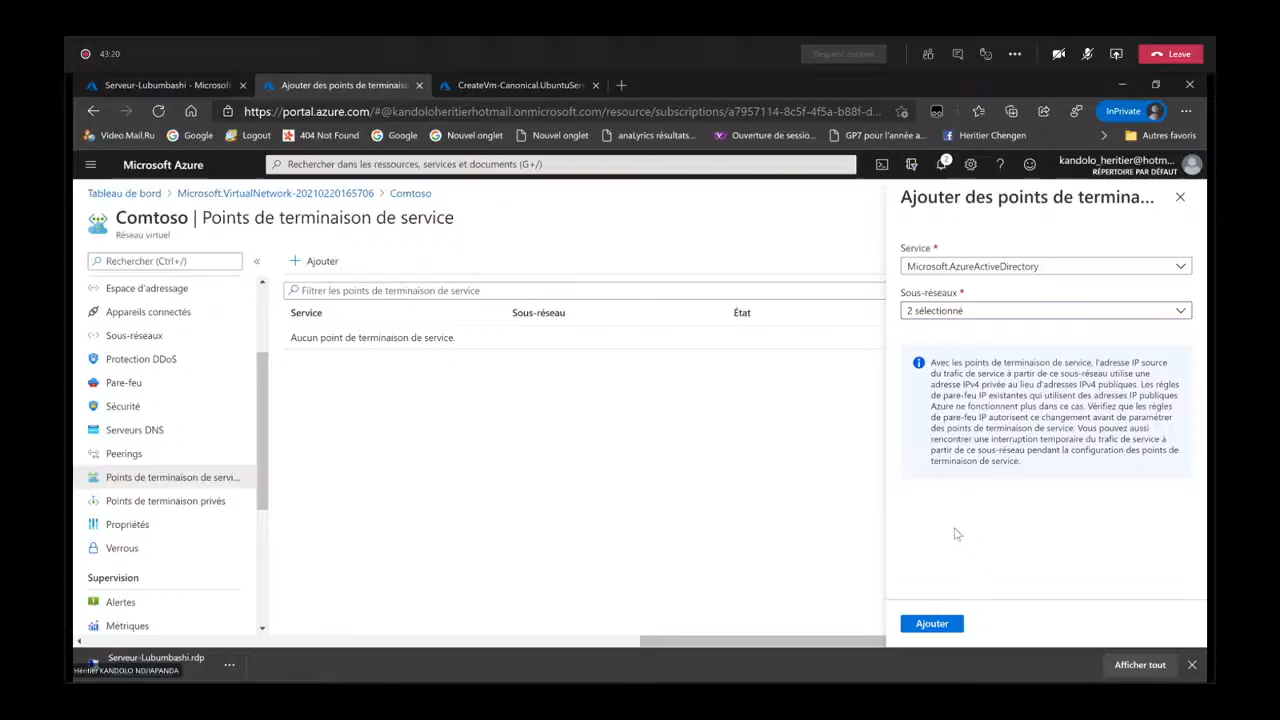 43:20
Request control
Leave
Serveur-Lubumbashi - Microsoft
Ajouter des points de terminaiso
CreateVm-Canonical.UbuntuSer
https://portal.azure.com/#@kandoloheritierhotmail.onmicrosoft.com/resource/subscriptions/a7957114-8c5f-4f5a-b88f-d...
InPrivate
Video.Mail.Ru
Google
Logout
404 Not Found
Google
Nouvel onglet
Nouvel onglet
anaLyrics résultats...
Ouverture de sessio...
GP7 pour l'année a...
Heritier Chengen
Autres favoris
Microsoft Azure
Rechercher dans les ressources, services et documents (G+/)
2
kandolo_heritier@hotm...
RÉPERTOIRE PAR DÉFAUT
Tableau de bord
Microsoft.VirtualNetwork-20210220165706
Comtoso
Comtoso | Points de terminaison de service
Réseau virtuel
Rechercher (Ctrl+/)
Espace d'adressage
Appareils connectés
Sous-réseaux
Protection DDoS
Pare-feu
Sécurité
Serveurs DNS
Peerings
Points de terminaison de servi...
Points de terminaison privés
Propriétés
Verrous
Supervision
Alertes
Métriques
Ajouter
Filtrer les points de terminaison de service
Service
Sous-réseau
État
Aucun point de terminaison de service.
Ajouter des points de termina...
Service *
Microsoft.AzureActiveDirectory
Sous-réseaux *
2 sélectionné
Avec les points de terminaison de service, l'adresse IP source
du trafic de service à partir de ce sous-réseau utilise une
adresse IPv4 privée au lieu d'adresses IPv4 publiques. Les règles
de pare-feu IP existantes qui utilisent des adresses IP publiques
Azure ne fonctionnent plus dans ce cas. Vérifiez que les règles
de pare-feu IP autorisent ce changement avant de paramétrer
des points de terminaison de service. Vous pouvez aussi
rencontrer une interruption temporaire du trafic de service à
partir de ce sous-réseau pendant la configuration des points de
terminaison de service.
Ajouter
Serveur-Lubumbashi.rdp
Héritier KANDOLO NDJIAPANDA
Afficher tout